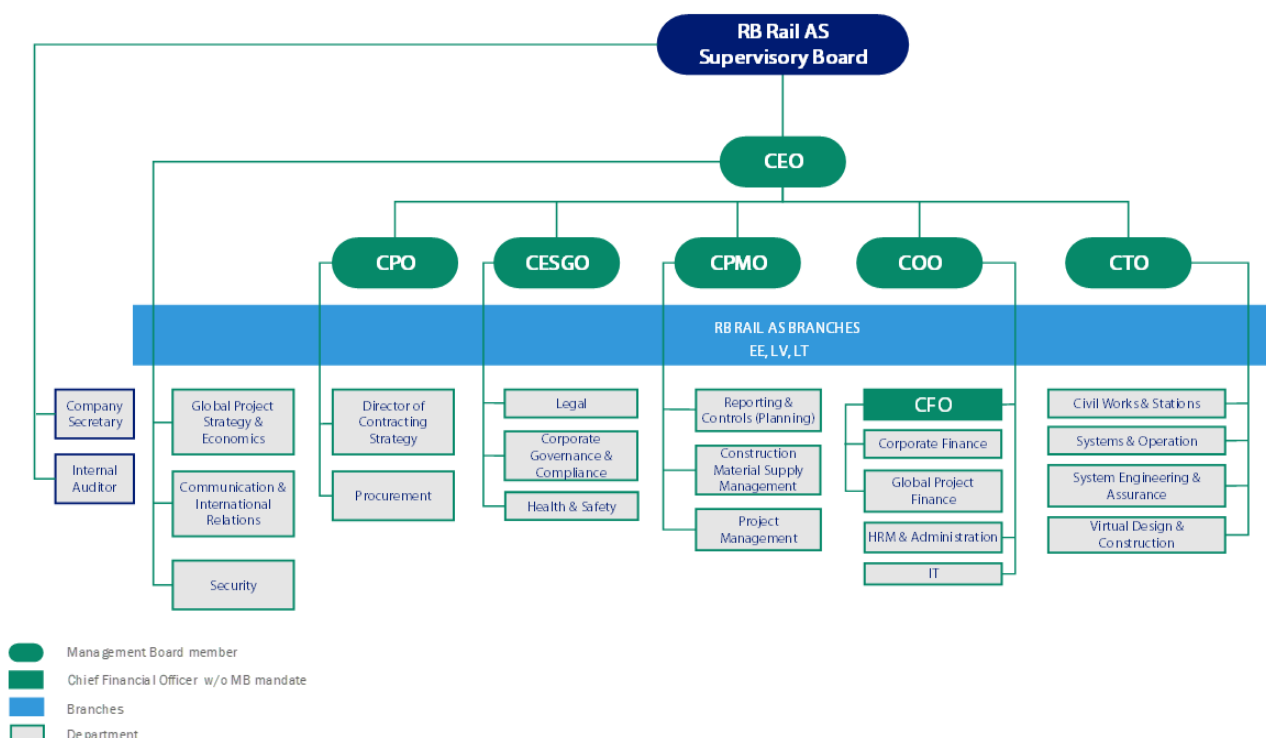 RB Rail AS
Supervisory Board
CEO
CPO
CESGO
CPMO
COO
CTO
RB RAIL AS BRANCHES
EE, LV, LT
Company
Secretary
Internal
Auditor
Global Project
Strategy &
Economics
Communication &
International
Relations
Security
Director of
Contracting
Strategy
Procurement
Legal
Corporate
Governance &
Compliance
Health & Safety
Reporting &
Controls (Planning)
Construction
Material Supply
Management
Project
Management
CFO
Corporate Finance
Global Project
Finance
HRM & Administration
IT
Civil Works & Stations
Systems & Operation
System Engineering &
Assurance
Virtual Design &
Construction
Management Board member
Chief Financial Officer w/o MB mandate
Branches
Department